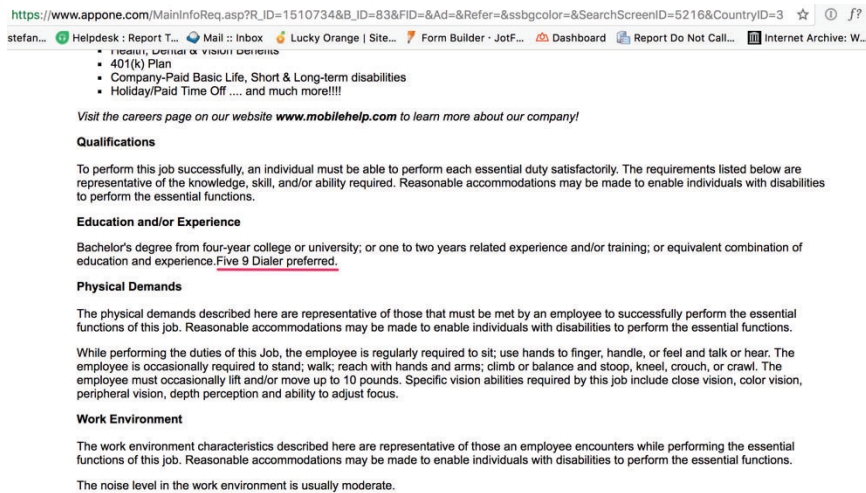 https://www.appone.com/MainInfoReq.asp?R_ID=1510734&B_ID=83&FID=&Ad=&Refer=&ssbgcolor=&SearchScreenID=5216&CountryID=3 f?
stefan... Helpdesk : Report T... Mail :: Inbox Lucky Orange | Site... Form Builder · JotF... Dashboard Report Do Not Call... Internet Archive: W...
Health, Dental & Vision Benefits
401(k) Plan
Company-Paid Basic Life, Short & Long-term disabilities
Holiday/Paid Time Off .... and much more!!!!
Visit the careers page on our website www.mobilehelp.com to learn more about our company!
Qualifications
To perform this job successfully, an individual must be able to perform each essential duty satisfactorily. The requirements listed below are
representative of the knowledge, skill, and/or ability required. Reasonable accommodations may be made to enable individuals with disabilities
to perform the essential functions.
Education and/or Experience
Bachelor's degree from four-year college or university; or one to two years related experience and/or training; or equivalent combination of
education and experience.Five 9 Dialer preferred.
Physical Demands
The physical demands described here are representative of those that must be met by an employee to successfully perform the essential
functions of this job. Reasonable accommodations may be made to enable individuals with disabilities to perform the essential functions.
While performing the duties of this Job, the employee is regularly required to sit; use hands to finger, handle, or feel and talk or hear. The
employee is occasionally required to stand; walk; reach with hands and arms; climb or balance and stoop, kneel, crouch, or crawl. The
employee must occasionally lift and/or move up to 10 pounds. Specific vision abilities required by this job include close vision, color vision,
peripheral vision, depth perception and ability to adjust focus.
Work Environment
The work environment characteristics described here are representative of those an employee encounters while performing the essential
functions of this job. Reasonable accommodations may be made to enable individuals with disabilities to perform the essential functions.
The noise level in the work environment is usually moderate.